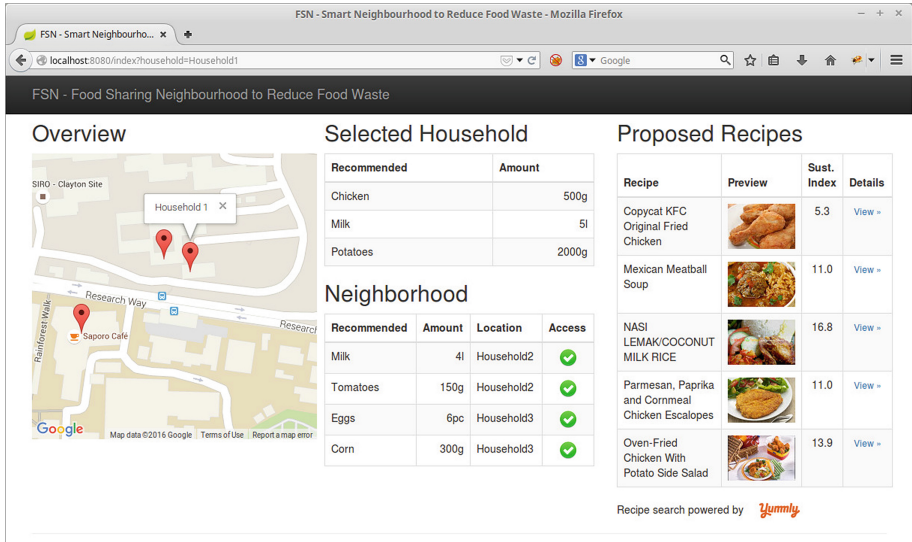 FSN - Smart Neighbourhood to Reduce Food Waste - Mozilla Firefox
FSN - Smart Neighbourho...
localhost:8080/index?household=Household1
Google
FSN - Food Sharing Neighbourhood to Reduce Food Waste
Overview
SIRO - Clayton Site
Household 1
Research Way
Research
Rainforest Walk
Saporo Café
Google
Map data ©2016 Google
Terms of Use
Report a map error
Selected Household
Recommended Amount
Chicken 500g
Milk 5l
Potatoes 2000g
Neighborhood
Recommended Amount Location Access
Milk 4l Household2
Tomatoes 150g Household2
Eggs 6pc Household3
Corn 300g Household3
Proposed Recipes
Sust.
Recipe Preview Index Details
Copycat KFC 5.3 View »
Original Fried
Chicken
Mexican Meatball 11.0 View »
Soup
NASI 16.8 View »
LEMAK/COCONUT
MILK RICE
Parmesan, Paprika 11.0 View »
and Cornmeal
Chicken Escalopes
Oven-Fried 13.9 View »
Chicken With
Potato Side Salad
Recipe search powered by Yummly